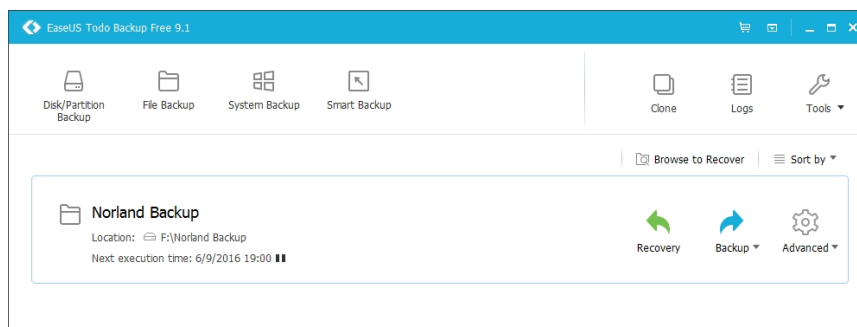 EaseUS Todo Backup Free 9.1
Disk/Partition
Backup
File Backup
System Backup
Smart Backup
Clone
Logs
Tools
Browse to Recover
Sort by
Norland Backup
Location: F:\Norland Backup
Next execution time: 6/9/2016 19:00
Recovery
Backup
Advanced